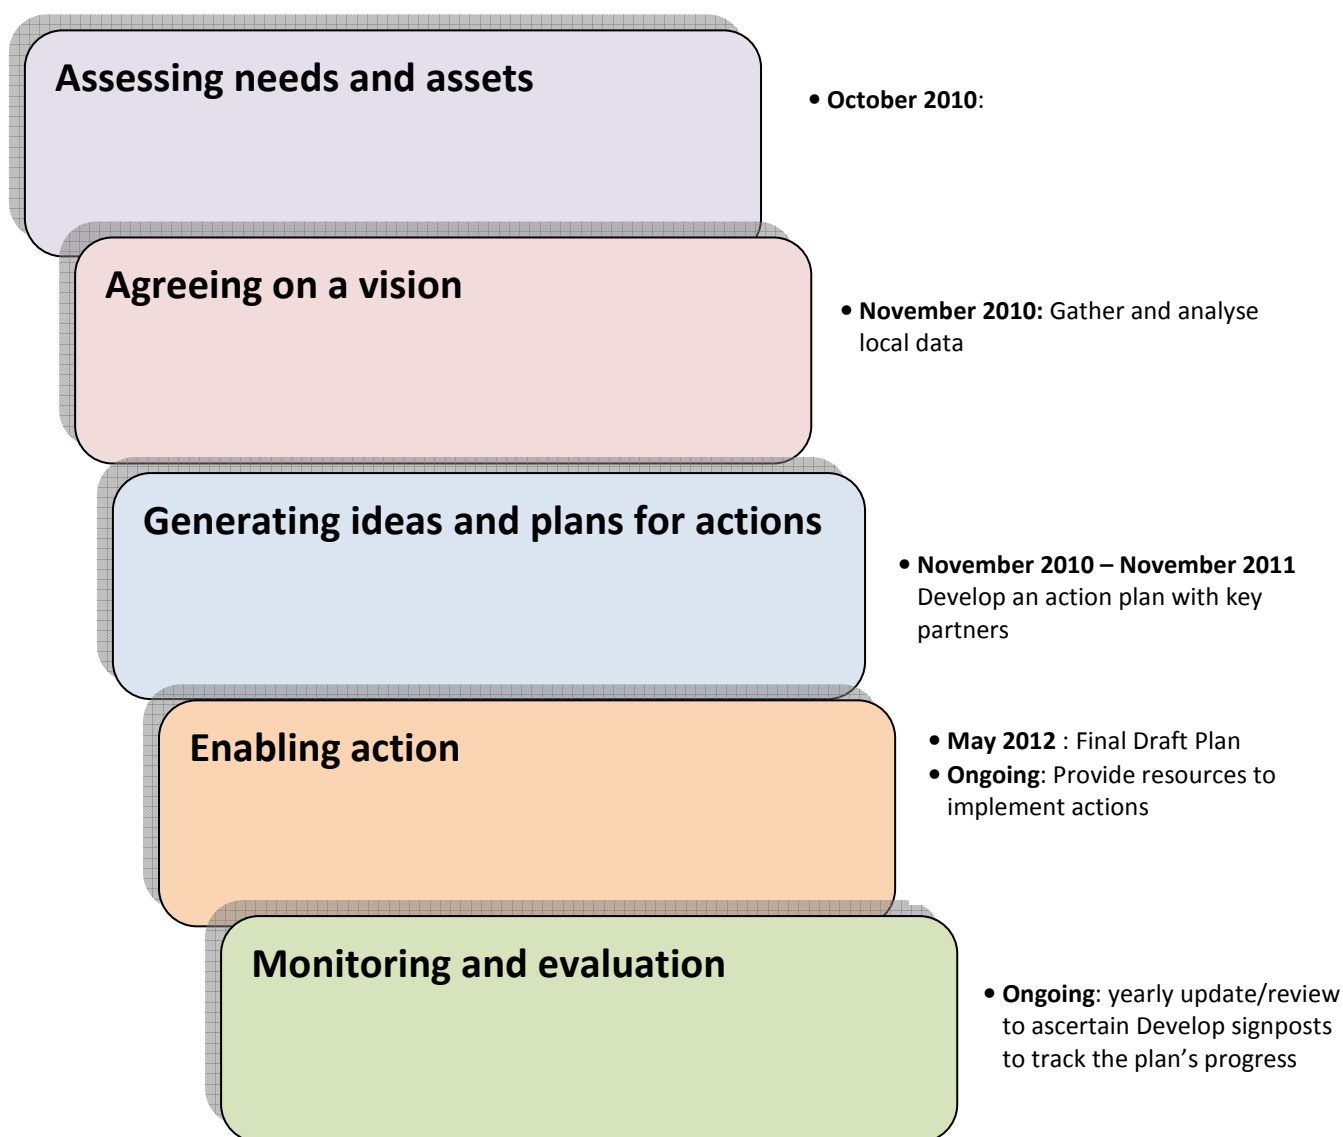 Assessing needs and assets
• October 2010:
Agreeing on a vision
• November 2010: Gather and analyse
local data
Generating ideas and plans for actions
• November 2010 – November 2011
Develop an action plan with key
partners
Enabling action
• May 2012 : Final Draft Plan
• Ongoing: Provide resources to
implement actions
Monitoring and evaluation
• Ongoing: yearly update/review
to ascertain Develop signposts
to track the plan’s progress